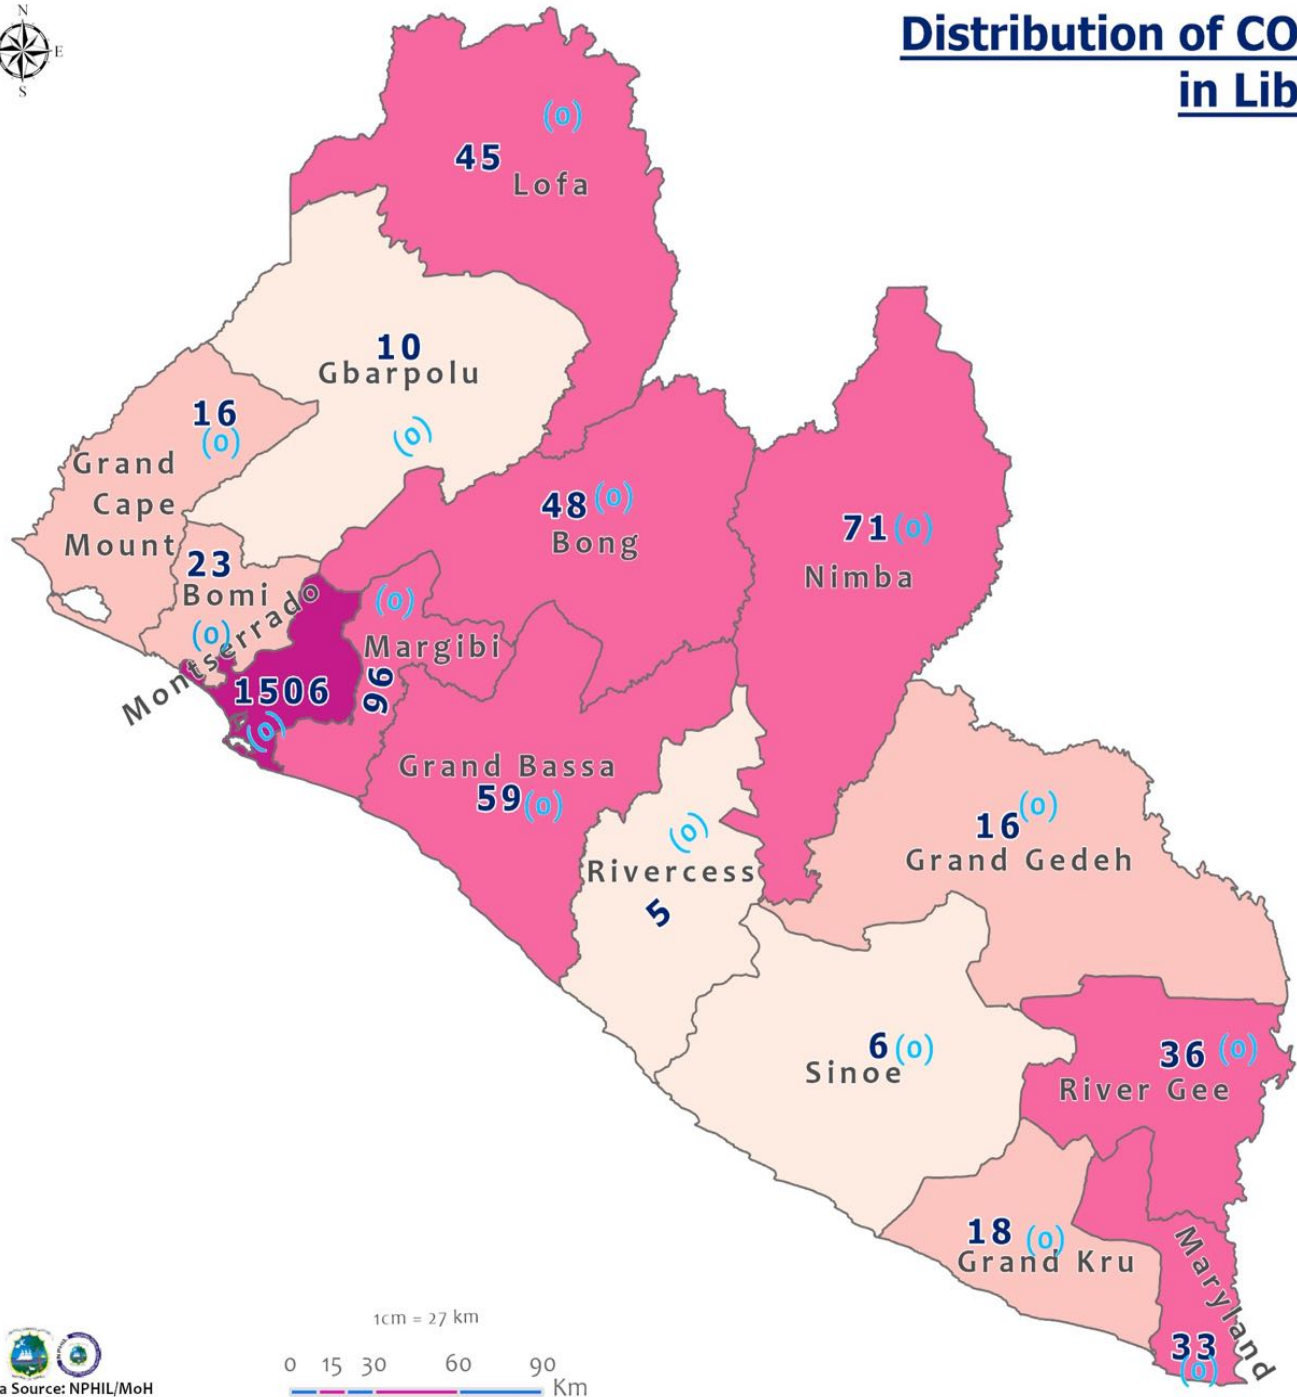 N
E
S
Distribution of CO
in Lib
(0)
45
Lofa
10
Gbarpolu
(0)
16
(0)
Grand
Cape
Mount
48 (0)
Bong
71 (0)
Nimba
23
Bomi
(0)
Montserrado
1506
(0)
(0)
Margibi
96
Grand Bassa
59 (0)
(0)
Rivercess
5
16 (0)
Grand Gedeh
6 (0)
Sinoe
36 (0)
River Gee
18 (0)
Grand Kru
Maryland
33
(0)
1cm = 27 km
0 15 30 60 90
Km
a Source: NPHIL/MoH